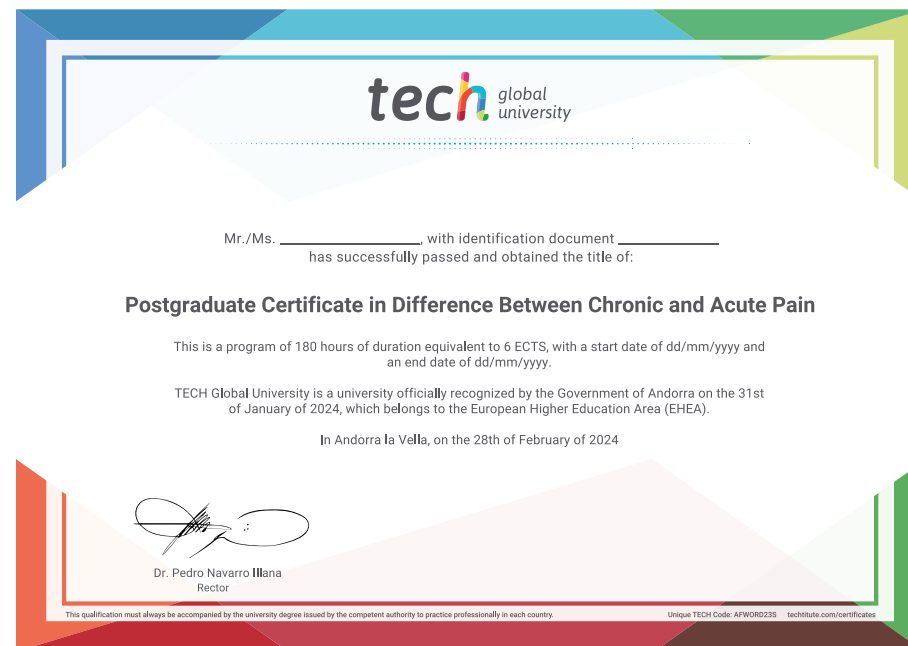 tech global university
Mr./Ms. ____________________, with identification document ______________
has successfully passed and obtained the title of:
Postgraduate Certificate in Difference Between Chronic and Acute Pain
This is a program of 180 hours of duration equivalent to 6 ECTS, with a start date of dd/mm/yyyy and
an end date of dd/mm/yyyy.
TECH Global University is a university officially recognized by the Government of Andorra on the 31st
of January of 2024, which belongs to the European Higher Education Area (EHEA).
In Andorra la Vella, on the 28th of February of 2024
Dr. Pedro Navarro Illana
Rector
This qualification must always be accompanied by the university degree issued by the competent authority to practice professionally in each country.
Unique TECH Code: AFWORD23S techtitute.com/certificates